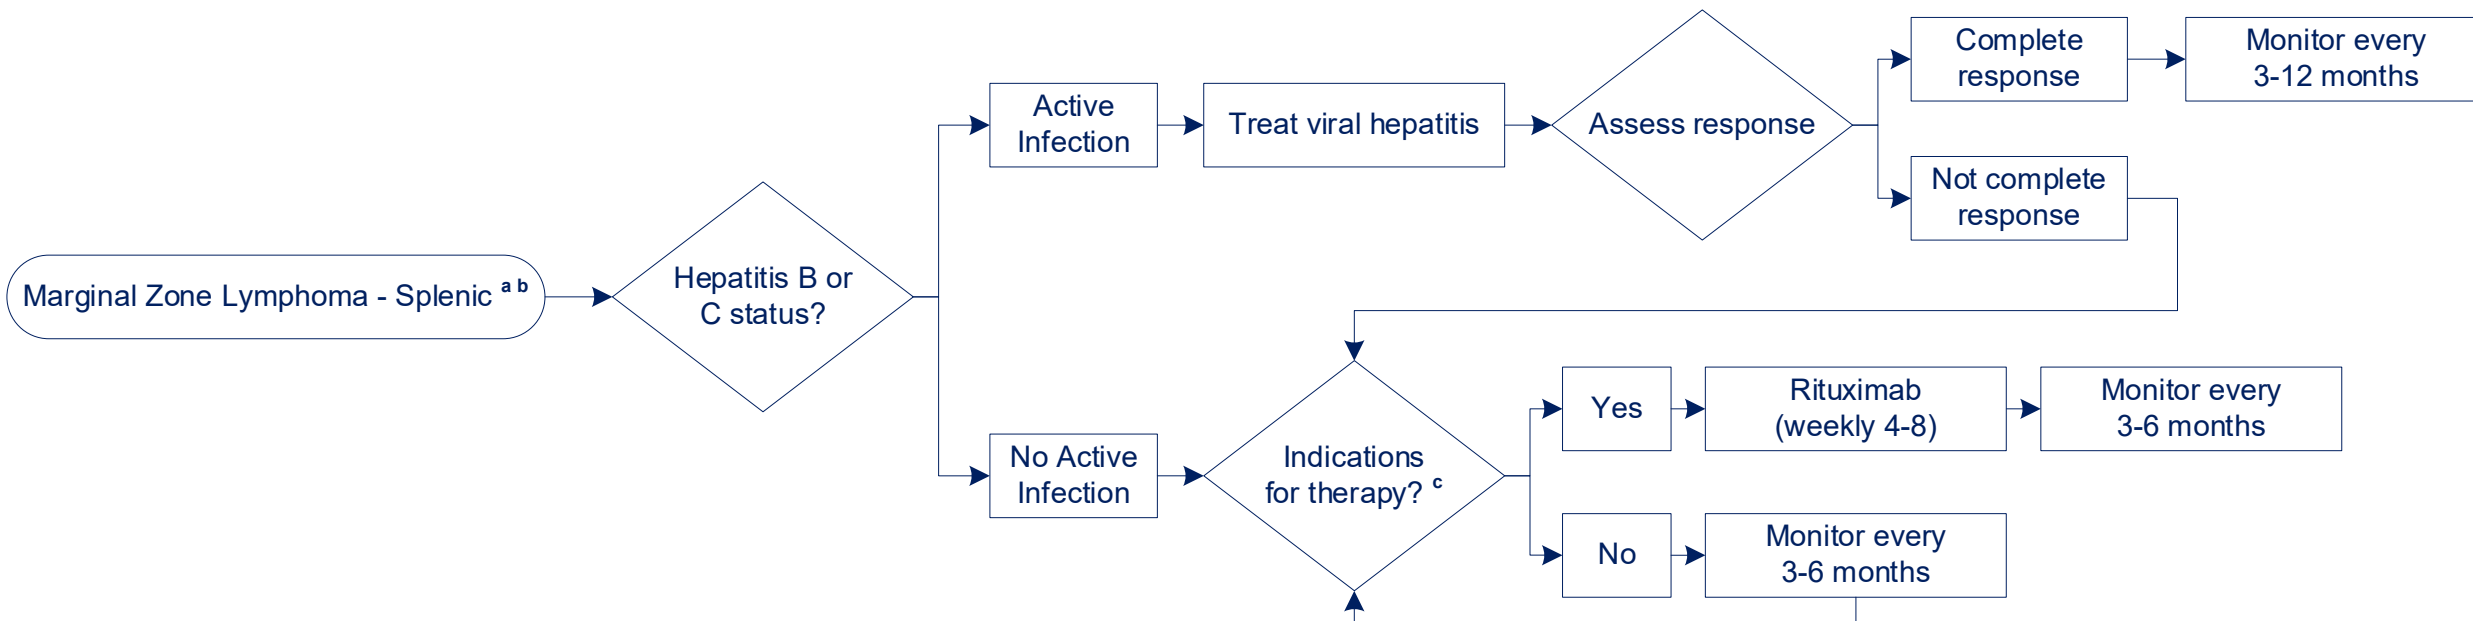 Marginal Zone Lymphoma - Splenic a b
Hepatitis B or
C status?
Active
Infection
Treat viral hepatitis
Assess response
Complete
response
Monitor every
3-12 months
Not complete
response
No Active
Infection
Indications
for therapy? c
Yes
Rituximab
(weekly 4-8)
Monitor every
3-6 months
No
Monitor every
3-6 months